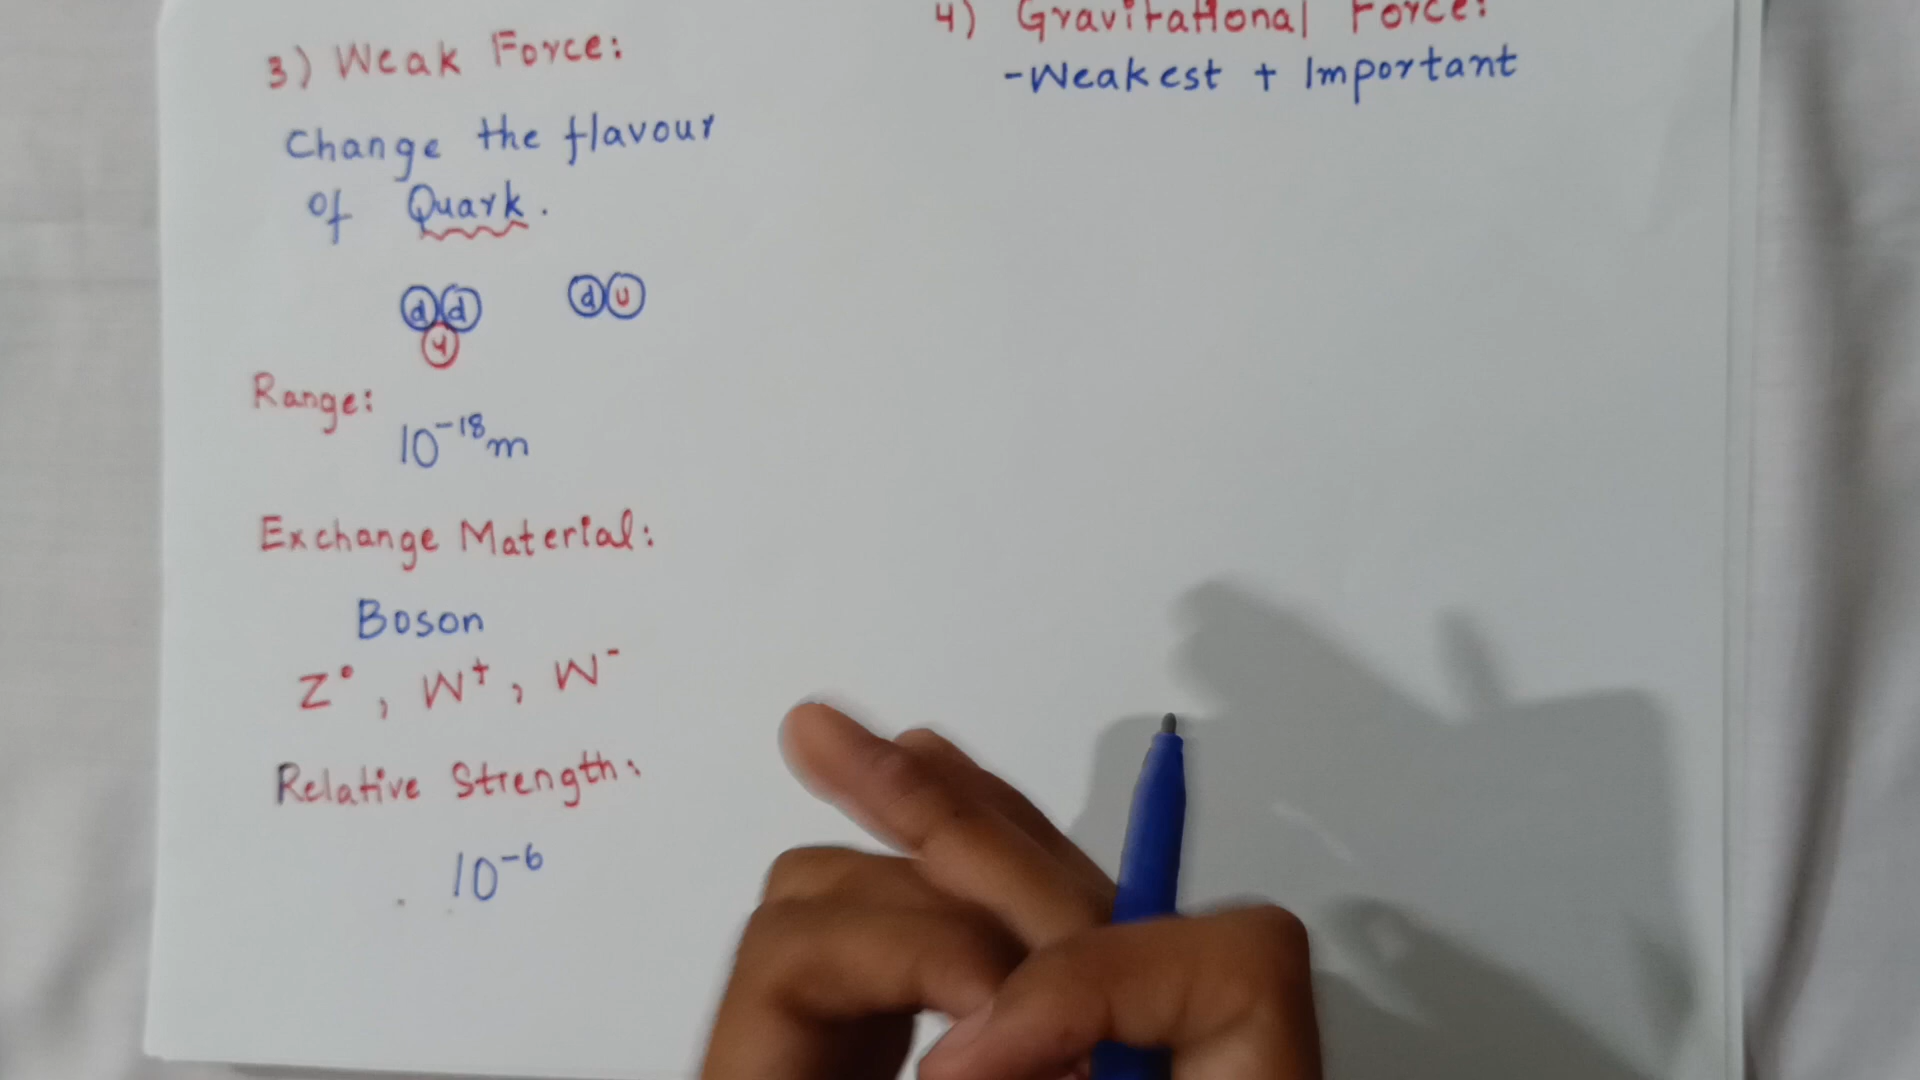 3) Weak Force:
Change the flavour
of Quark.
d d d u
u
Range:
10⁻¹⁸m
Exchange Material:
Boson
Z°, W⁺, W⁻
Relative Strength:
10⁻⁶
4) Gravitational Force:
-Weakest + Important